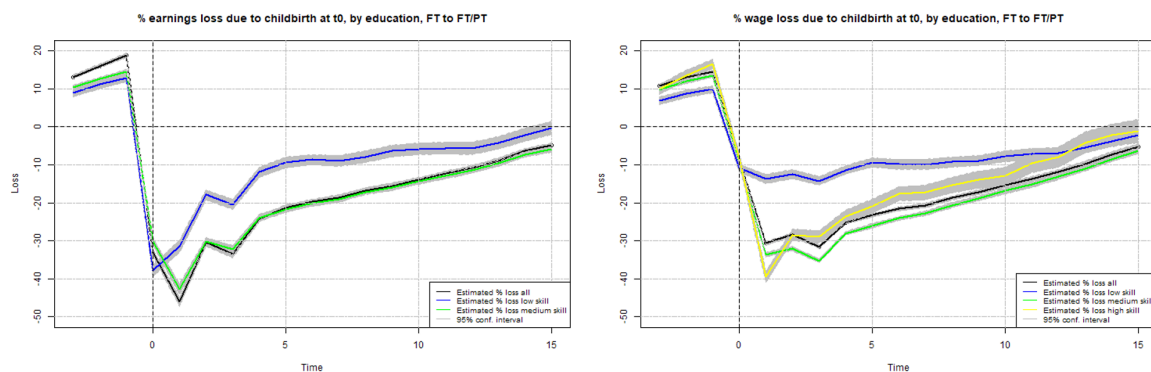 % earnings loss due to childbirth at t0, by education, FT to FT/PT
20
10
0
-10
-20
-30
-40
-50
Loss
0
5
10
15
Time
Estimated % loss all
Estimated % loss low skill
Estimated % loss medium skill
95% conf. interval
% wage loss due to childbirth at t0, by education, FT to FT/PT
20
10
0
-10
-20
-30
-40
-50
Loss
0
5
10
15
Time
Estimated % loss all
Estimated % loss low skill
Estimated % loss medium skill
Estimated % loss high skill
95% conf. interval